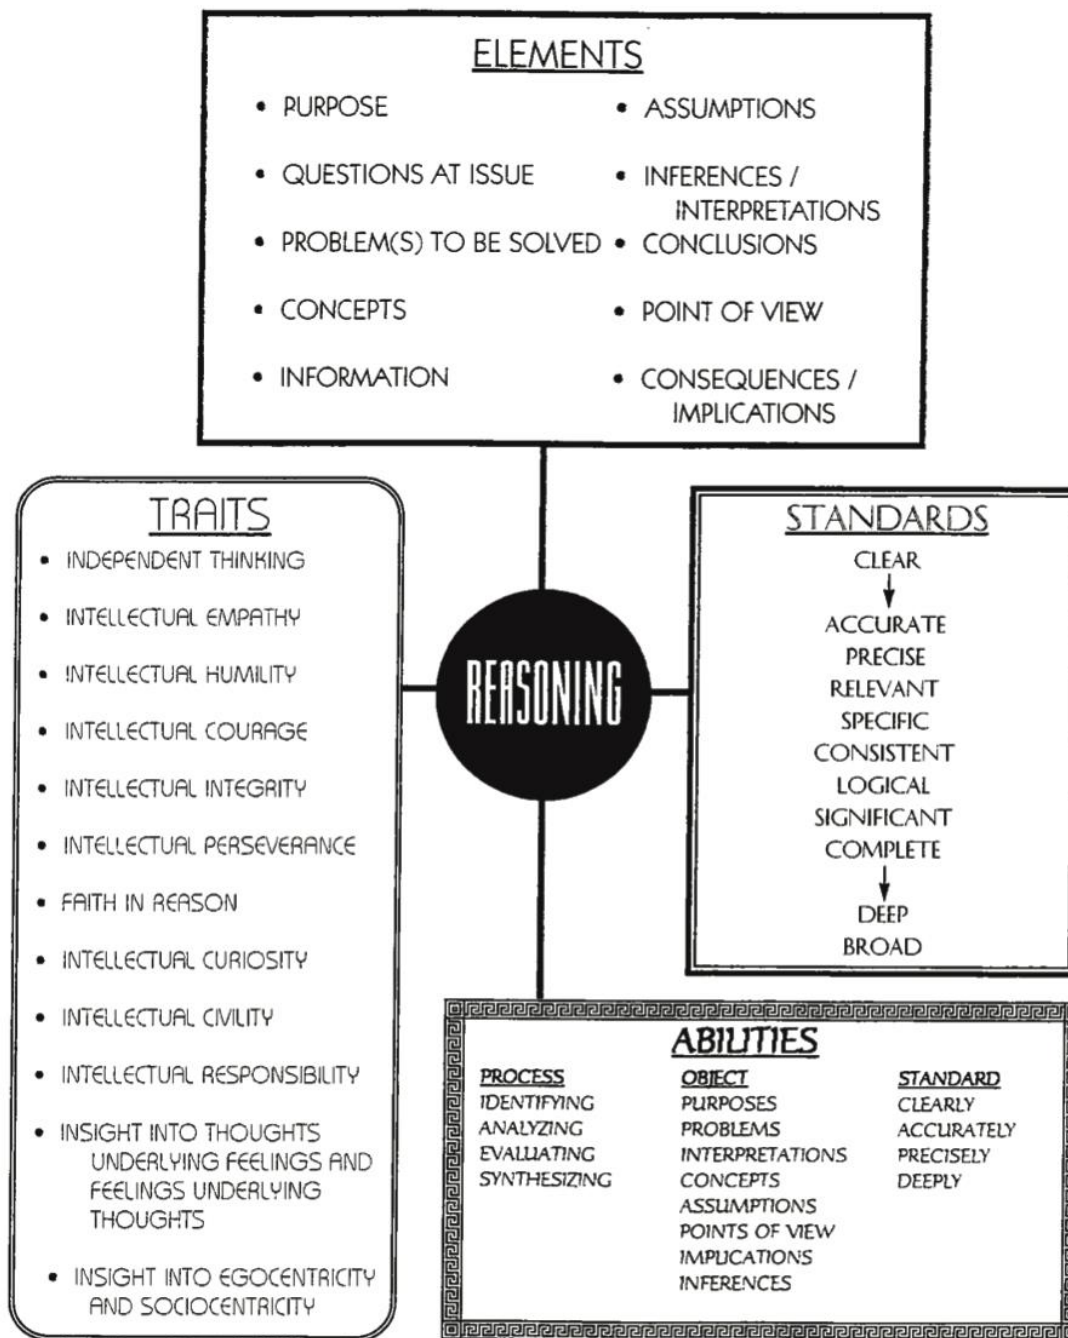 ELEMENTS
• PURPOSE
• QUESTIONS AT ISSUE
• PROBLEM(S) TO BE SOLVED
• CONCEPTS
• INFORMATION
• ASSUMPTIONS
• INFERENCES /
INTERPRETATIONS
• CONCLUSIONS
• POINT OF VIEW
• CONSEQUENCES /
IMPLICATIONS
TRAITS
• INDEPENDENT THINKING
• INTELLECTUAL EMPATHY
• INTELLECTUAL HUMILITY
• INTELLECTUAL COURAGE
• INTELLECTUAL INTEGRITY
• INTELLECTUAL PERSEVERANCE
• FAITH IN REASON
• INTELLECTUAL CURIOSITY
• INTELLECTUAL CIVILITY
• INTELLECTUAL RESPONSIBILITY
• INSIGHT INTO THOUGHTS
UNDERLYING FEELINGS AND
FEELINGS UNDERLYING
THOUGHTS
• INSIGHT INTO EGOCENTRICITY
AND SOCIOCENTRICITY
REASONING
STANDARDS
CLEAR
ACCURATE
PRECISE
RELEVANT
SPECIFIC
CONSISTENT
LOGICAL
SIGNIFICANT
COMPLETE
DEEP
BROAD
ABILITIES
PROCESS
IDENTIFYING
ANALYZING
EVALUATING
SYNTHESIZING
OBJECT
PURPOSES
PROBLEMS
INTERPRETATIONS
CONCEPTS
ASSUMPTIONS
POINTS OF VIEW
IMPLICATIONS
INFERENCES
STANDARD
CLEARLY
ACCURATELY
PRECISELY
DEEPLY